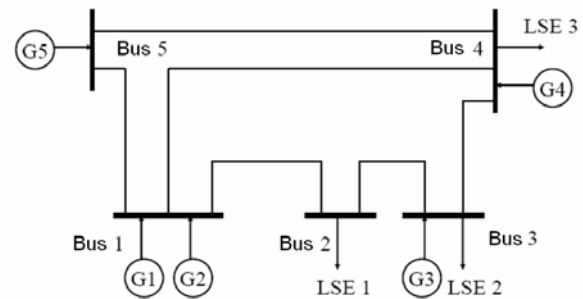 LSE 3
Bus 5
Bus 4
G5
G4
Bus 1
Bus 2
Bus 3
G1
G2
LSE 1
G3
LSE 2